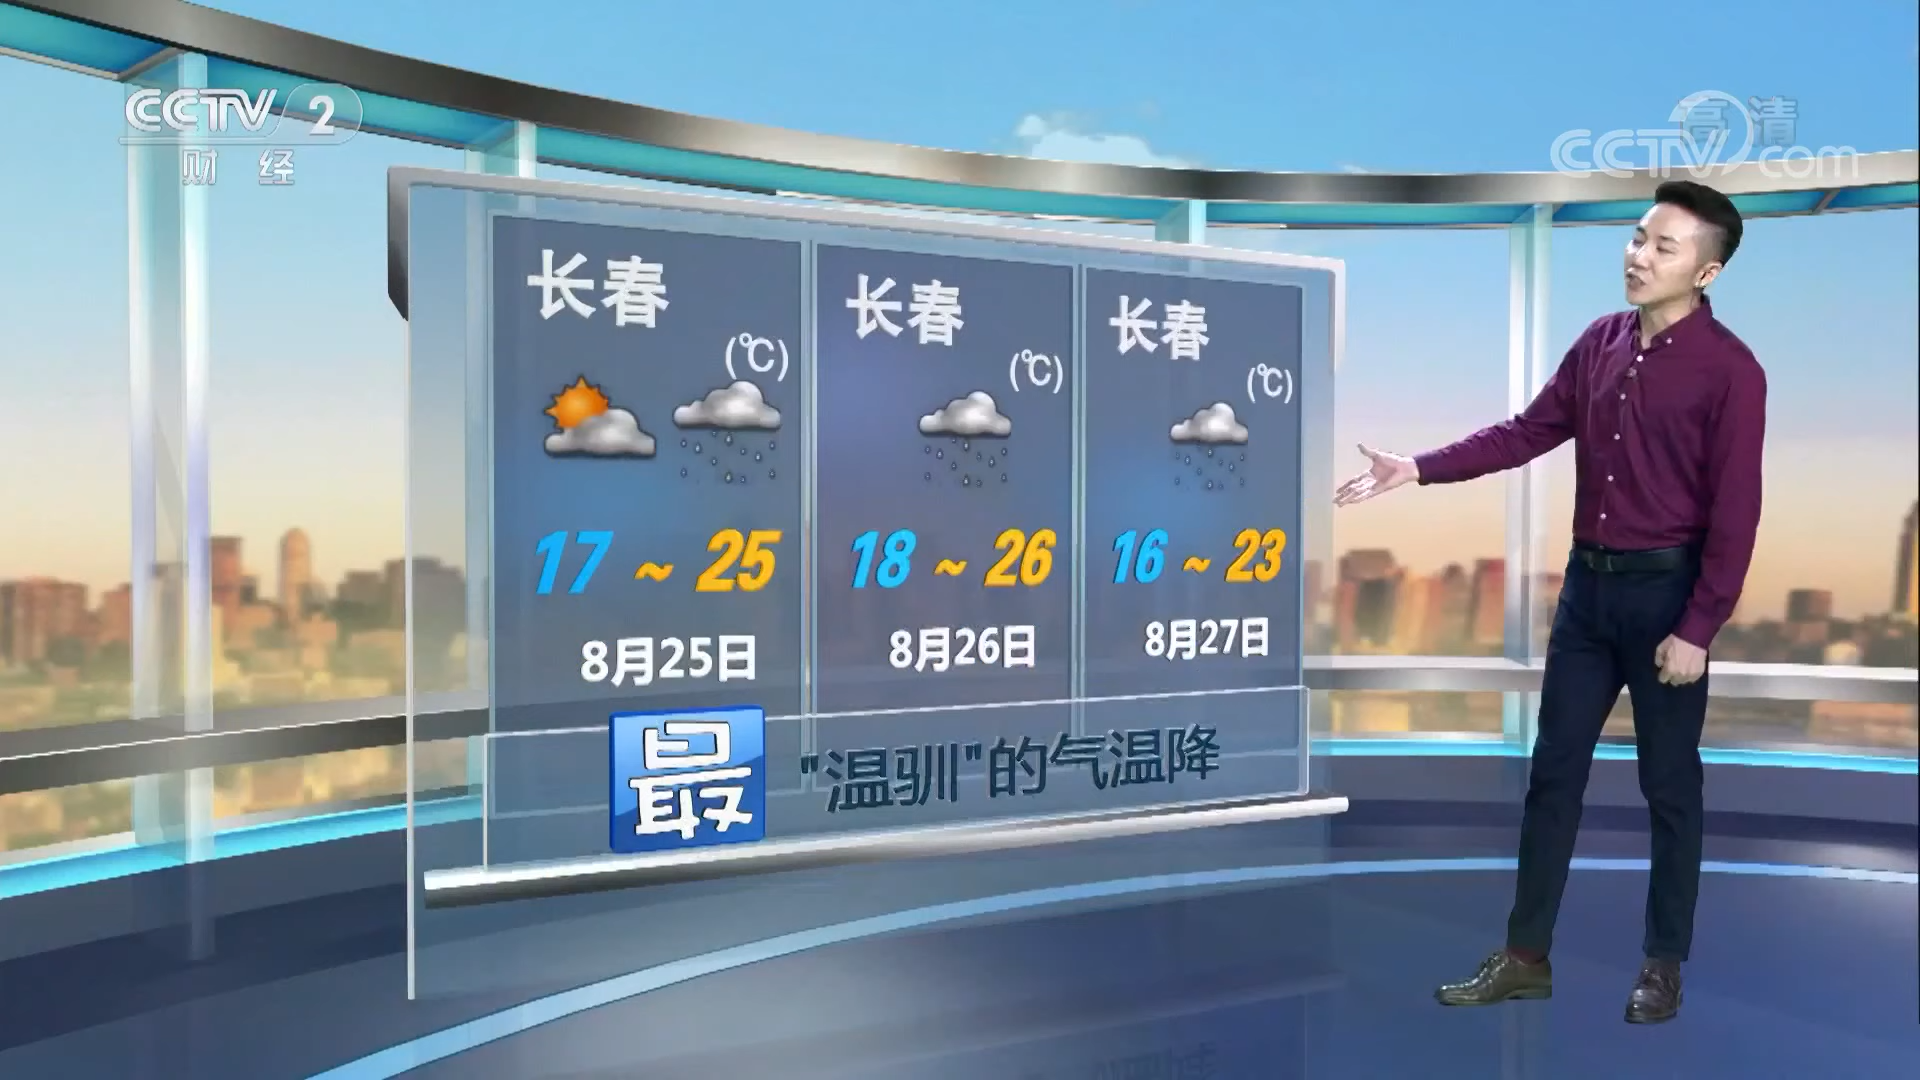 CCTV 2
财经
高清
CCTV.com
长春
(℃)
17 ~ 25
8月25日
长春
(℃)
18 ~ 26
8月26日
长春
(℃)
16 ~ 23
8月27日
最 "温驯"的气温降